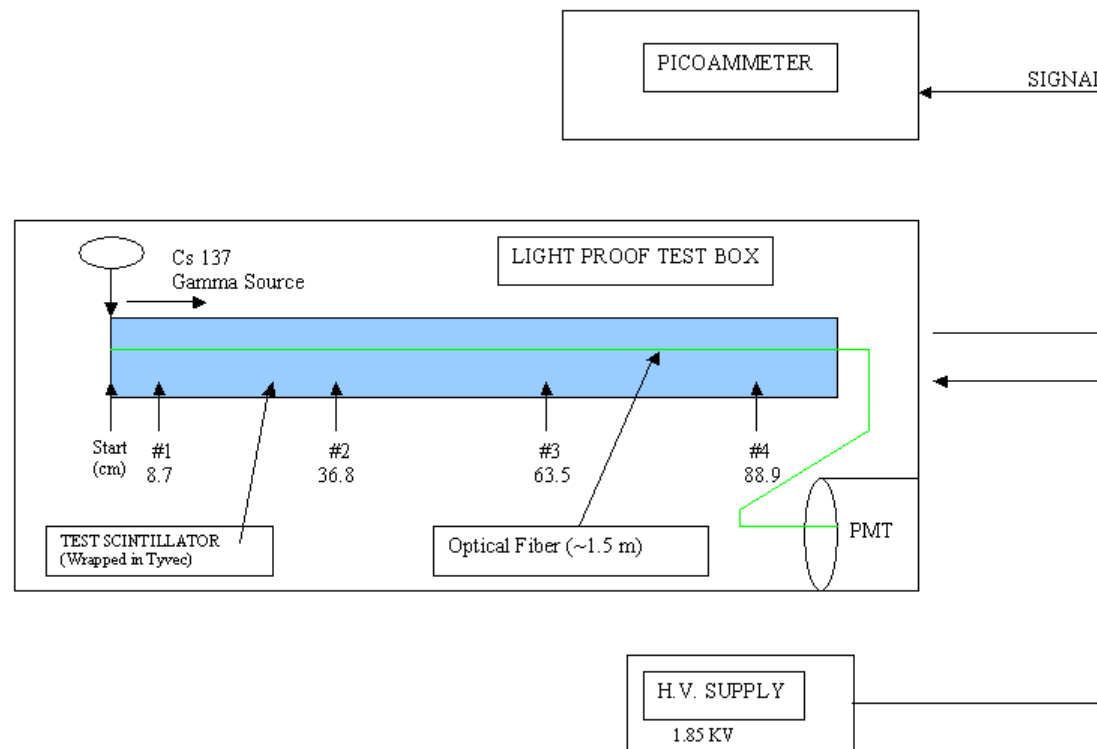 PICOAMMETER
SIGNAL
Cs 137
Gamma Source
LIGHT PROOF TEST BOX
Start
(cm)
#1
8.7
#2
36.8
#3
63.5
#4
88.9
TEST SCINTILLATOR
(Wrapped in Tyvec)
Optical Fiber (~1.5 m)
PMT
H.V. SUPPLY
1.85 KV